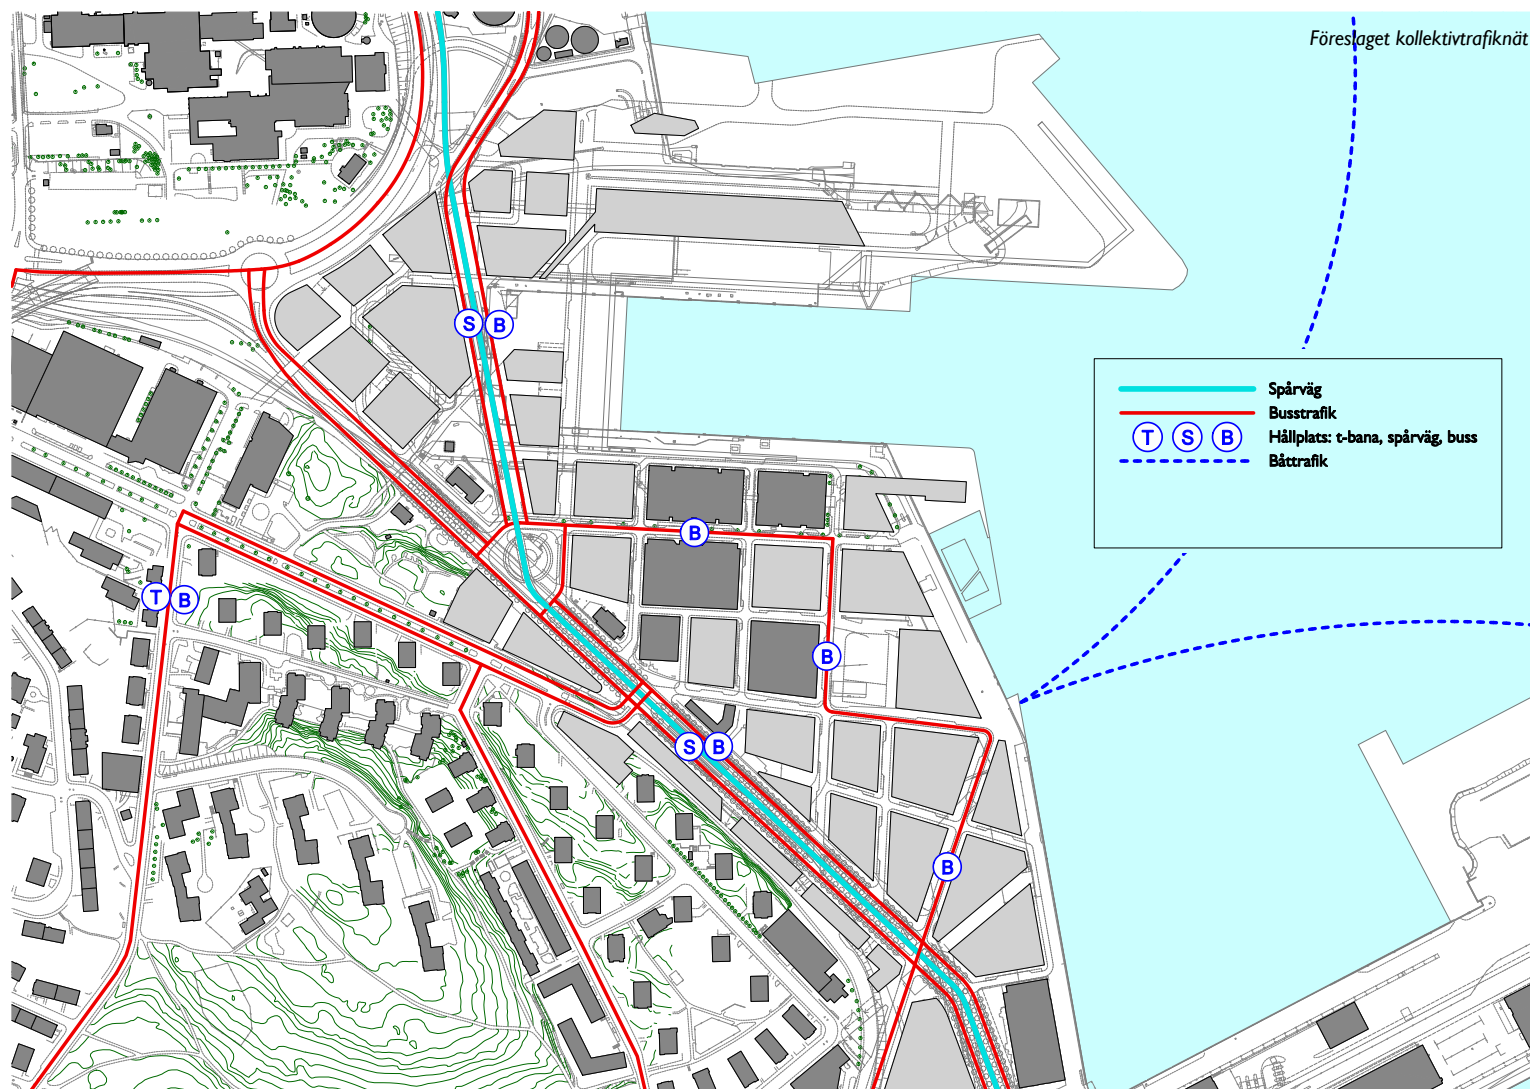 Föreslaget kollektivtrafiknät
S B
Spårväg
Busstrafik
T S B Hållplats: t-bana, spårväg, buss
Båttrafik
B
T B
B
S B
B